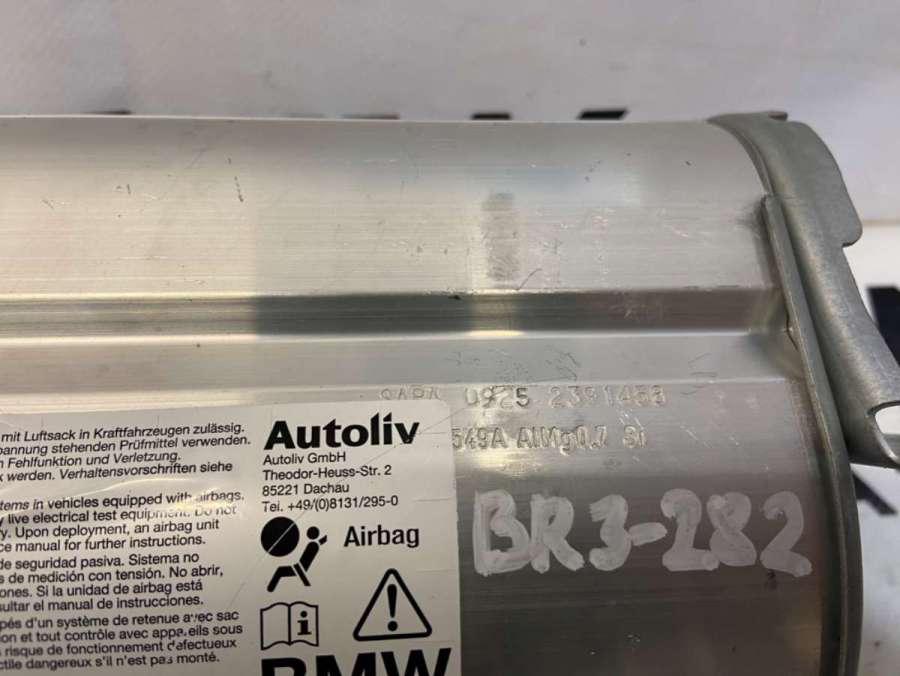 0925 2391488
549A AlMg0,7 Si
BR3-282
mit Luftsack in Kraftfahrzeugen zulässig.
pannung stehenden Prüfmittel verwenden.
n Fehlfunktion und Verletzung.
k werden. Verhaltensvorschriften siehe
stems in vehicles equipped with airbags.
y live electrical test equipment. Do not
y. Upon deployment, an airbag unit
ce manual for further instructions.
de seguridad pasiva. Sistema no
s de medición con tensión. No abrir,
ones. Si la unidad de airbag está
sultar el manual de instrucciones.
pés d'un système de retenue avec sac
on et tout contrôle avec appareils sous
risque de fonctionnement défectueux
ctile dangereux s'il n'est pas monté.
Autoliv
Autoliv GmbH
Theodor-Heuss-Str. 2
85221 Dachau
Tel. +49/(0)8131/295-0
Airbag
BMW